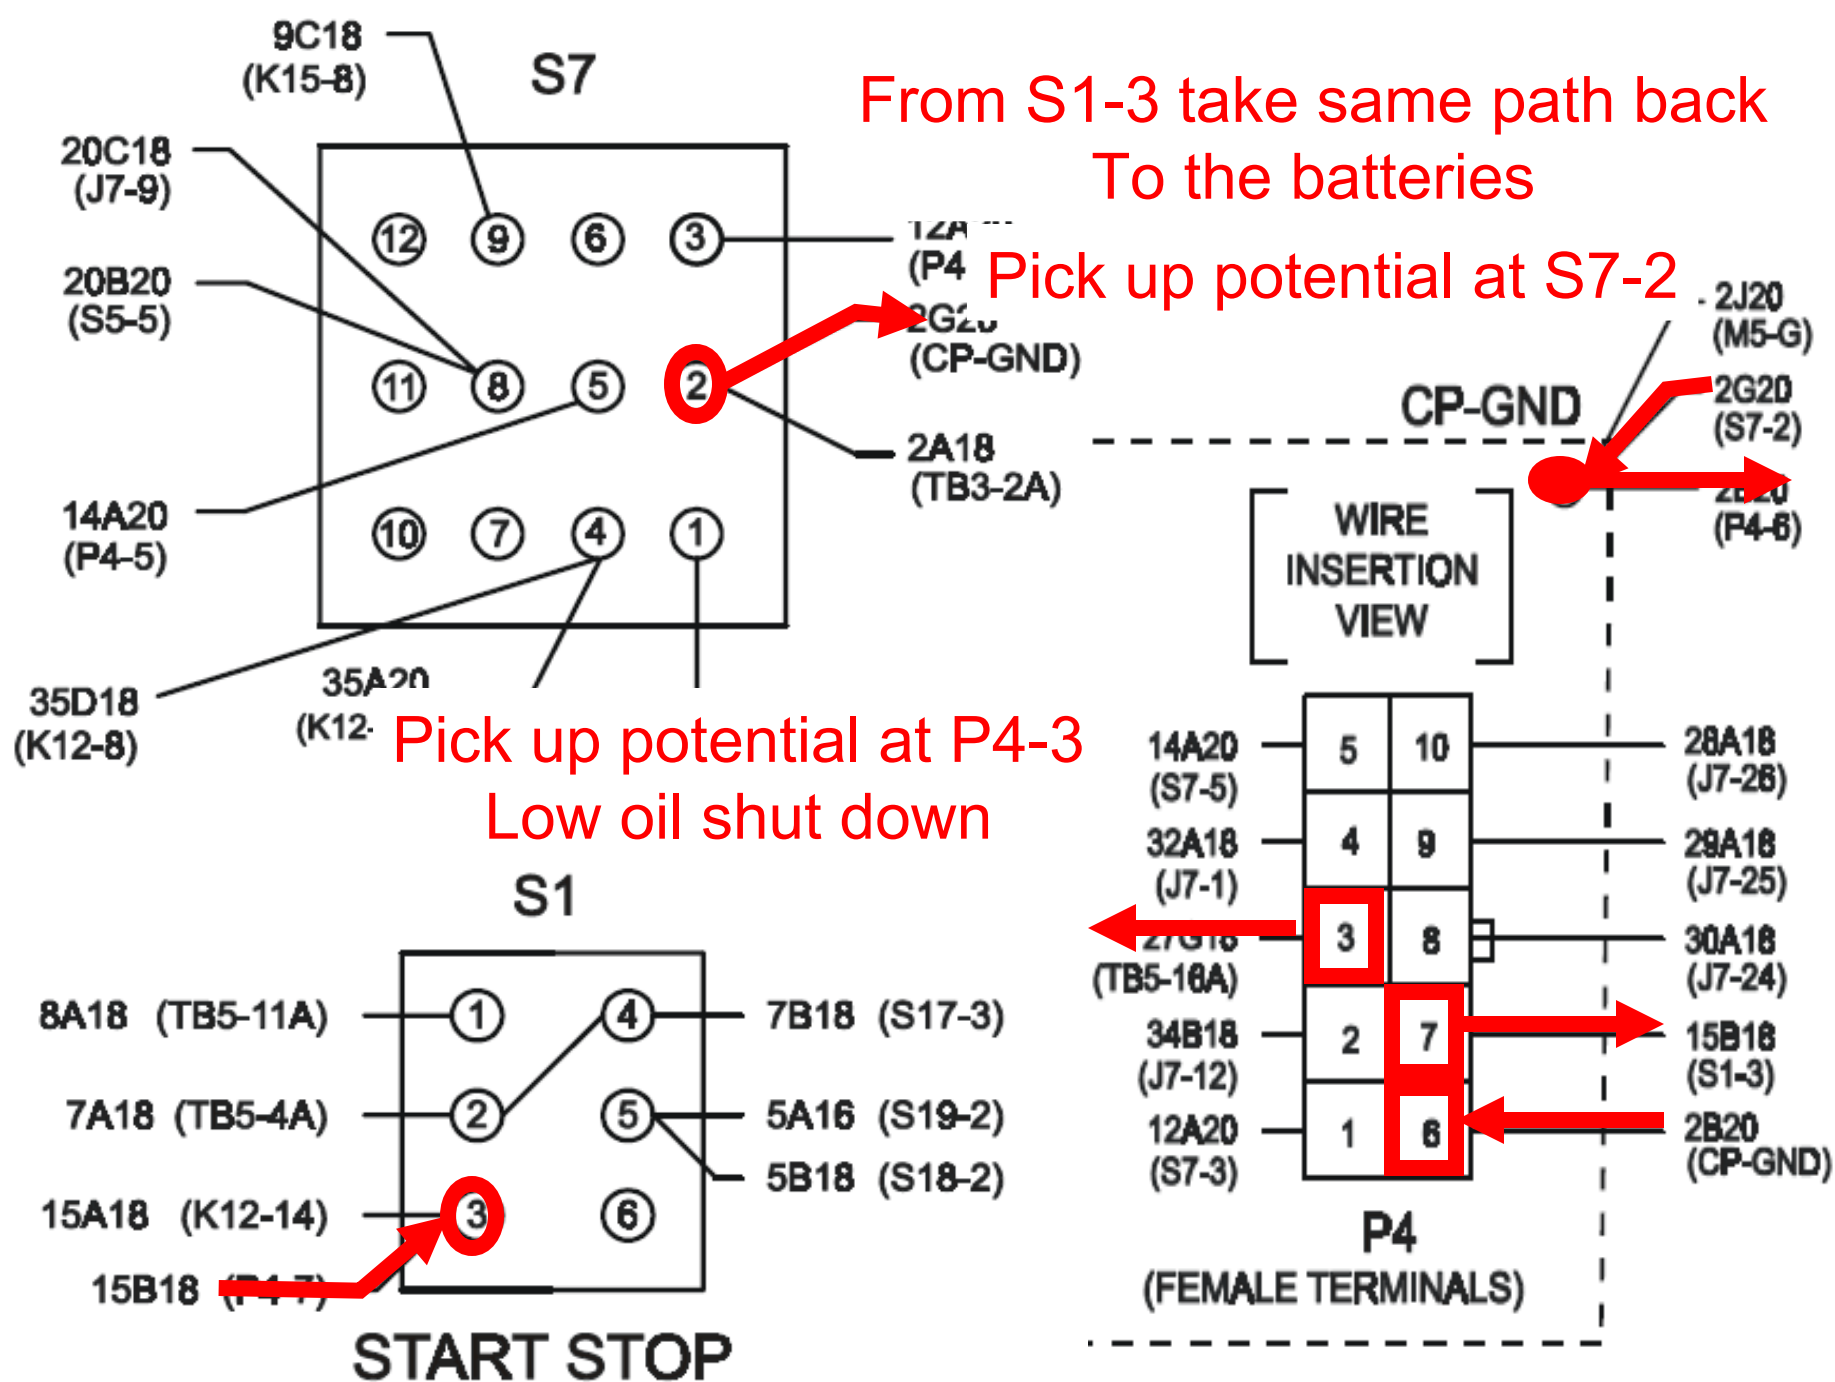 9C18
(K15-8)
S7
From S1-3 take same path back
To the batteries
20C18
(J7-9)
12 9 6 3
(P4
Pick up potential at S7-2
20B20
(S5-5)
(CP-GND)
2J20
(M5-G)
11 8 5 2
2G20
(S7-2)
CP-GND
2A18
(TB3-2A)
(P4-6)
14A20
(P4-5)
10 7 4 1
WIRE
INSERTION
VIEW
35D18
(K12-8)
35A20
(K12-
Pick up potential at P4-3
Low oil shut down
14A20
(S7-5)
5 10
28A18
(J7-26)
32A18
(J7-1)
4 9
29A18
(J7-25)
27G18
(TB5-16A)
3 8
30A18
(J7-24)
34B18
(J7-12)
2 7
15B18
(S1-3)
12A20
(S7-3)
1 6
2B20
(CP-GND)
P4
(FEMALE TERMINALS)
S1
8A18 (TB5-11A) 1 4 7B18 (S17-3)
7A18 (TB5-4A) 2 5 5A16 (S19-2)
5B18 (S18-2)
15A18 (K12-14) 3 6
15B18 (P4-7)
START STOP